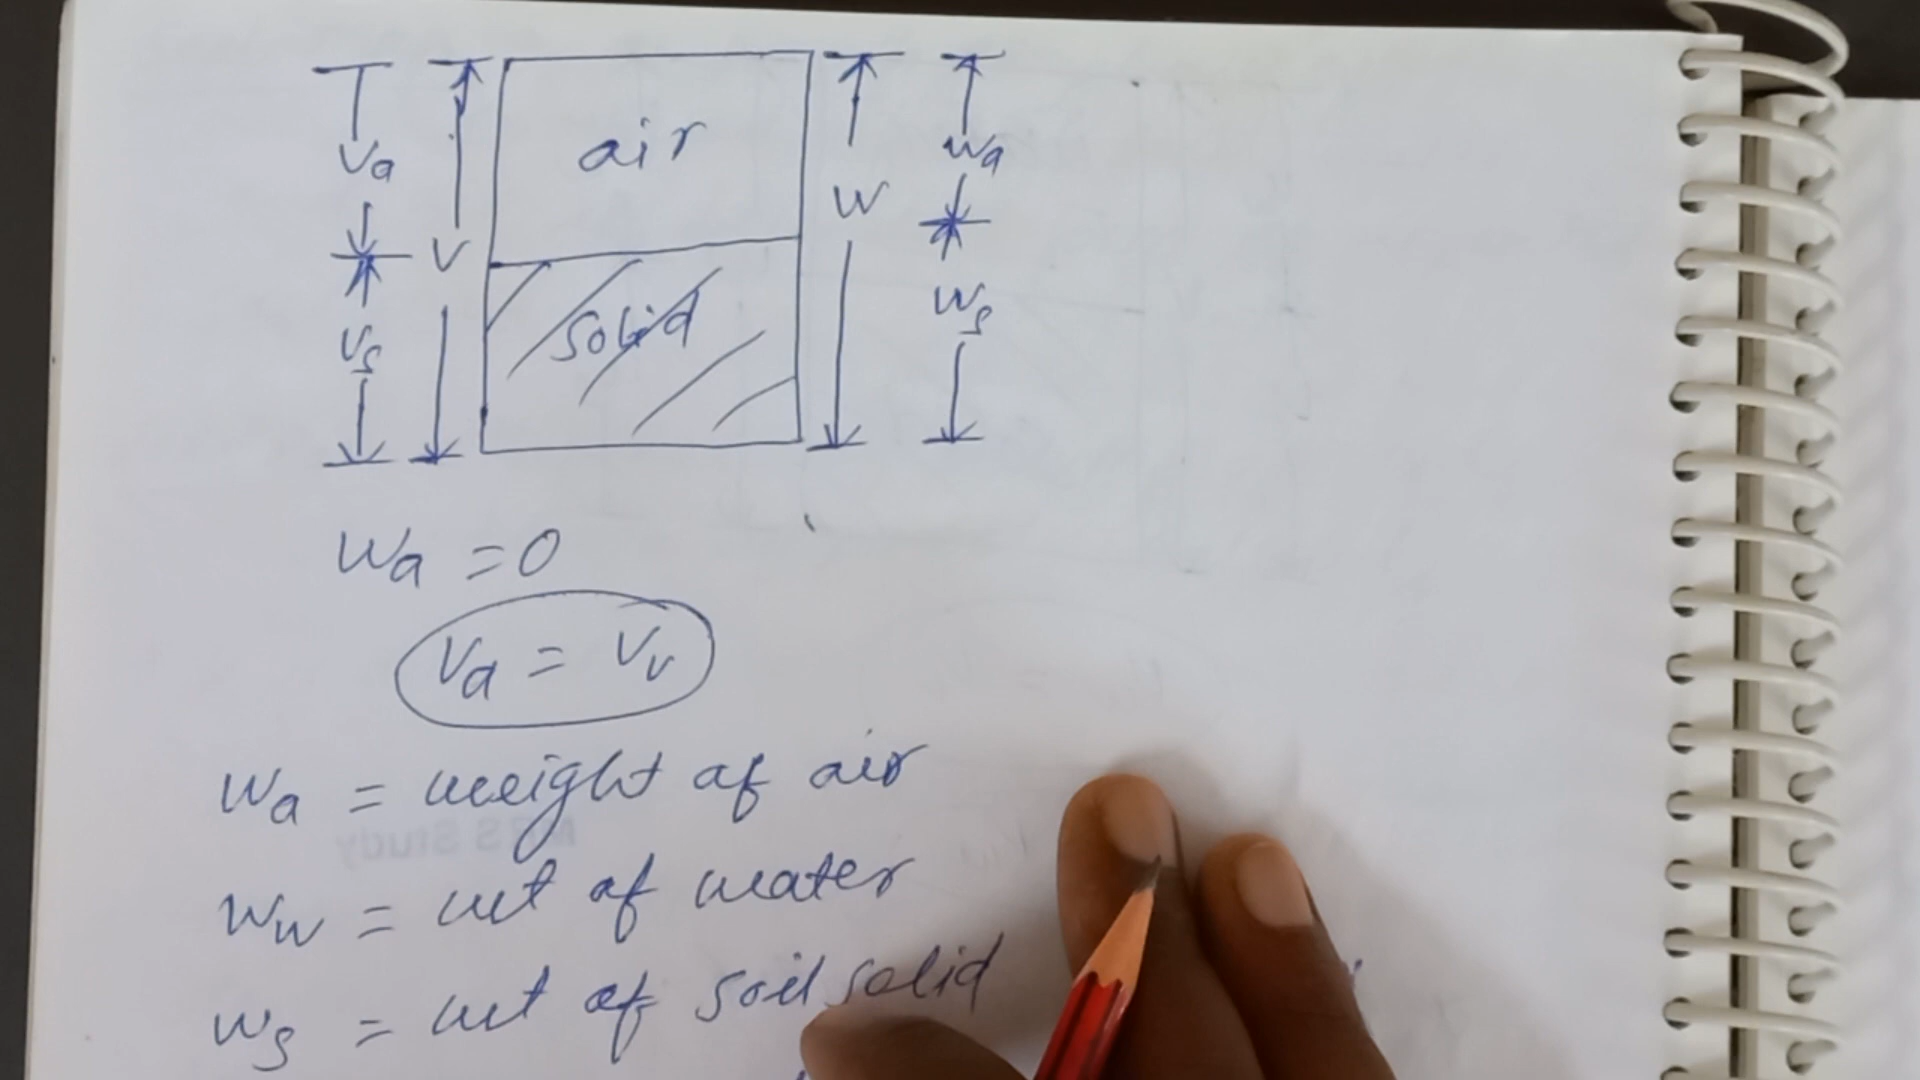 Va V air W Wa
Vs solid Ws
Wa = 0
Va = Vv
Wa = weight of air
Ww = wt of water
Ws = wt of soil solid